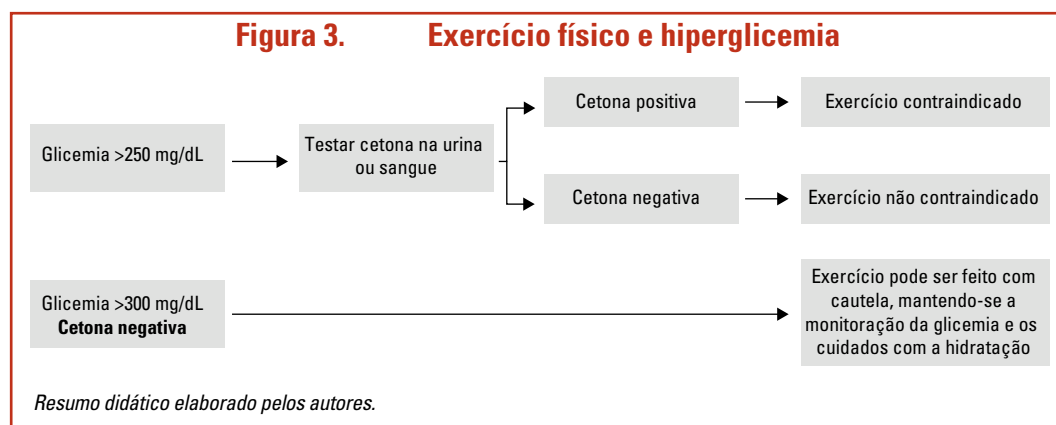 Figura 3. Exercício físico e hiperglicemia
Glicemia >250 mg/dL
Testar cetona na urina
ou sangue
Cetona positiva
Exercício contraindicado
Cetona negativa
Exercício não contraindicado
Glicemia >300 mg/dL
Cetona negativa
Exercício pode ser feito com
cautela, mantendo-se a
monitoração da glicemia e os
cuidados com a hidratação
Resumo didático elaborado pelos autores.